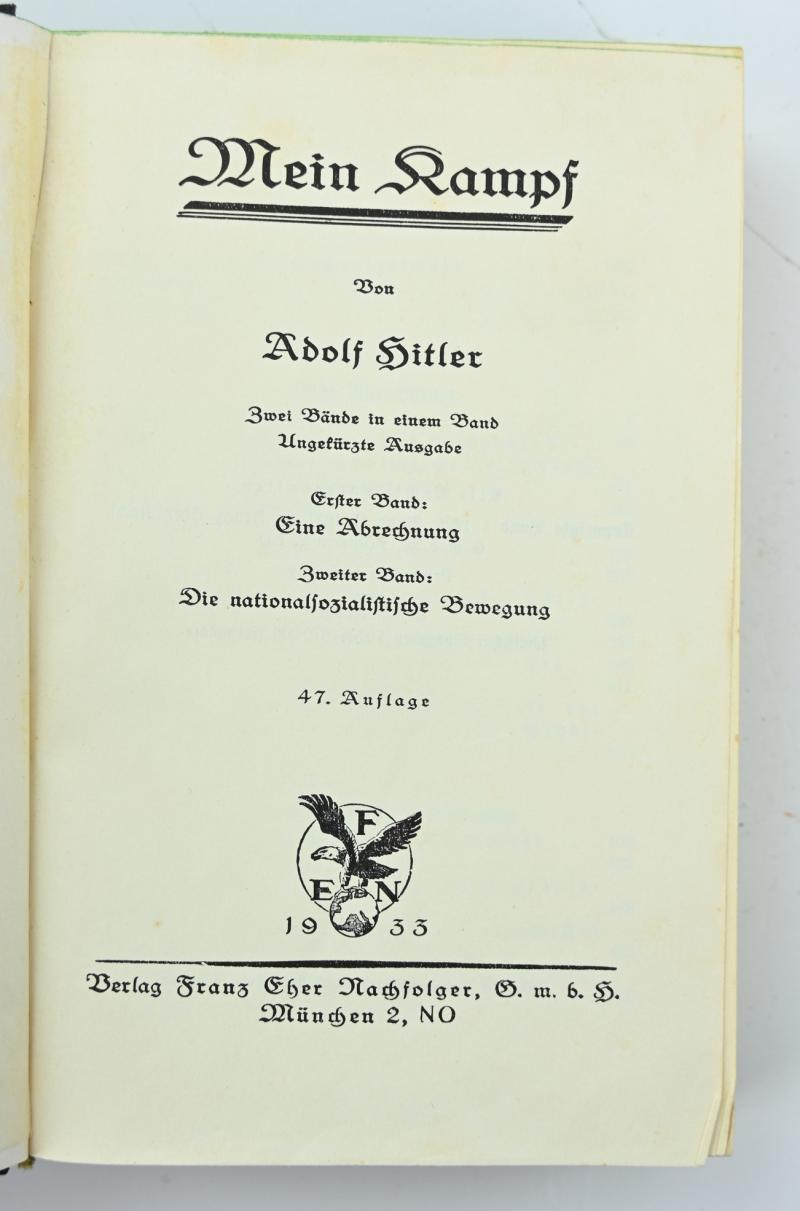 Mein Kampf
Von
Adolf Hitler
Zwei Bände in einem Band
Ungekürzte Ausgabe
Erster Band:
Eine Abrechnung
Zweiter Band:
Die nationalsozialistische Bewegung
47. Auflage
F
E N
19 33
Verlag Franz Eher Nachfolger, G. m. b. H.
München 2, NO